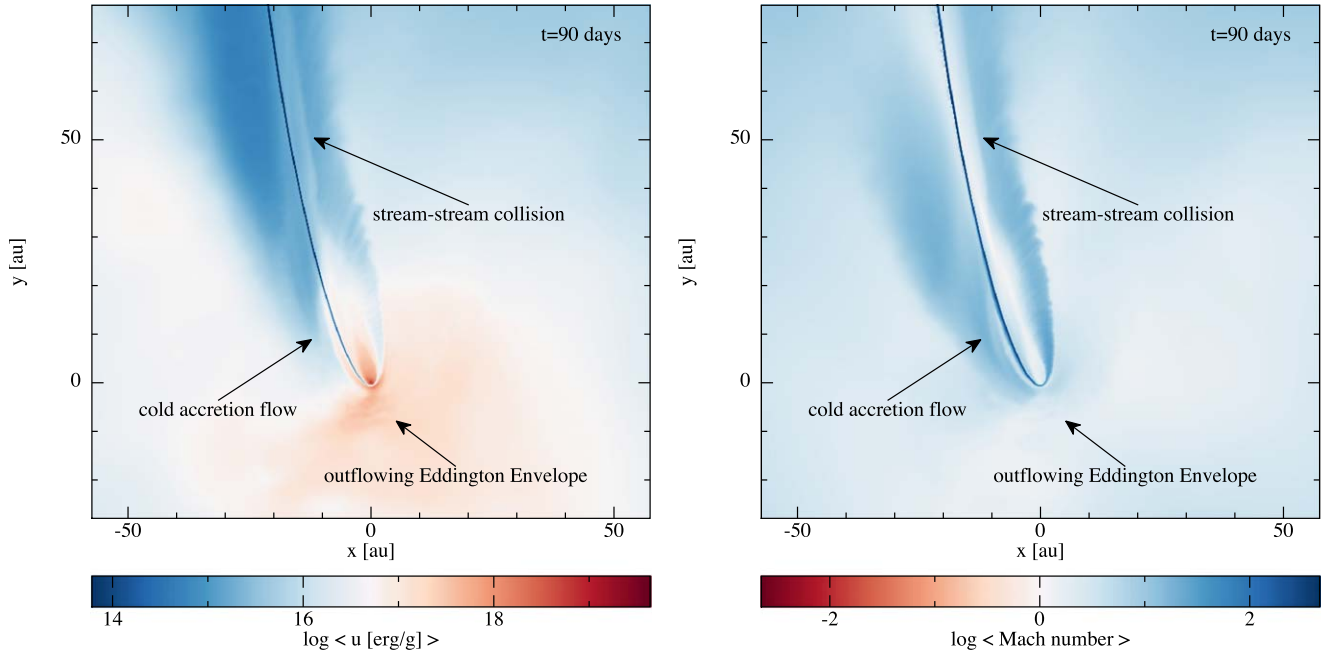 t=90 days
50
y [au]
stream-stream collision
0
cold accretion flow
outflowing Eddington Envelope
-50
0
50
x [au]
14
16
18
log < u [erg/g] >
t=90 days
50
y [au]
stream-stream collision
0
cold accretion flow
outflowing Eddington Envelope
-50
0
50
x [au]
-2
0
2
log < Mach number >